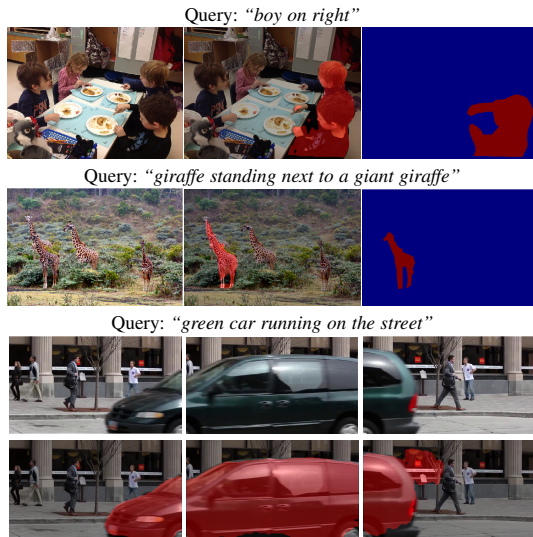 Query: “boy on right”
Query: “giraffe standing next to a giant giraffe”
Query: “green car running on the street”